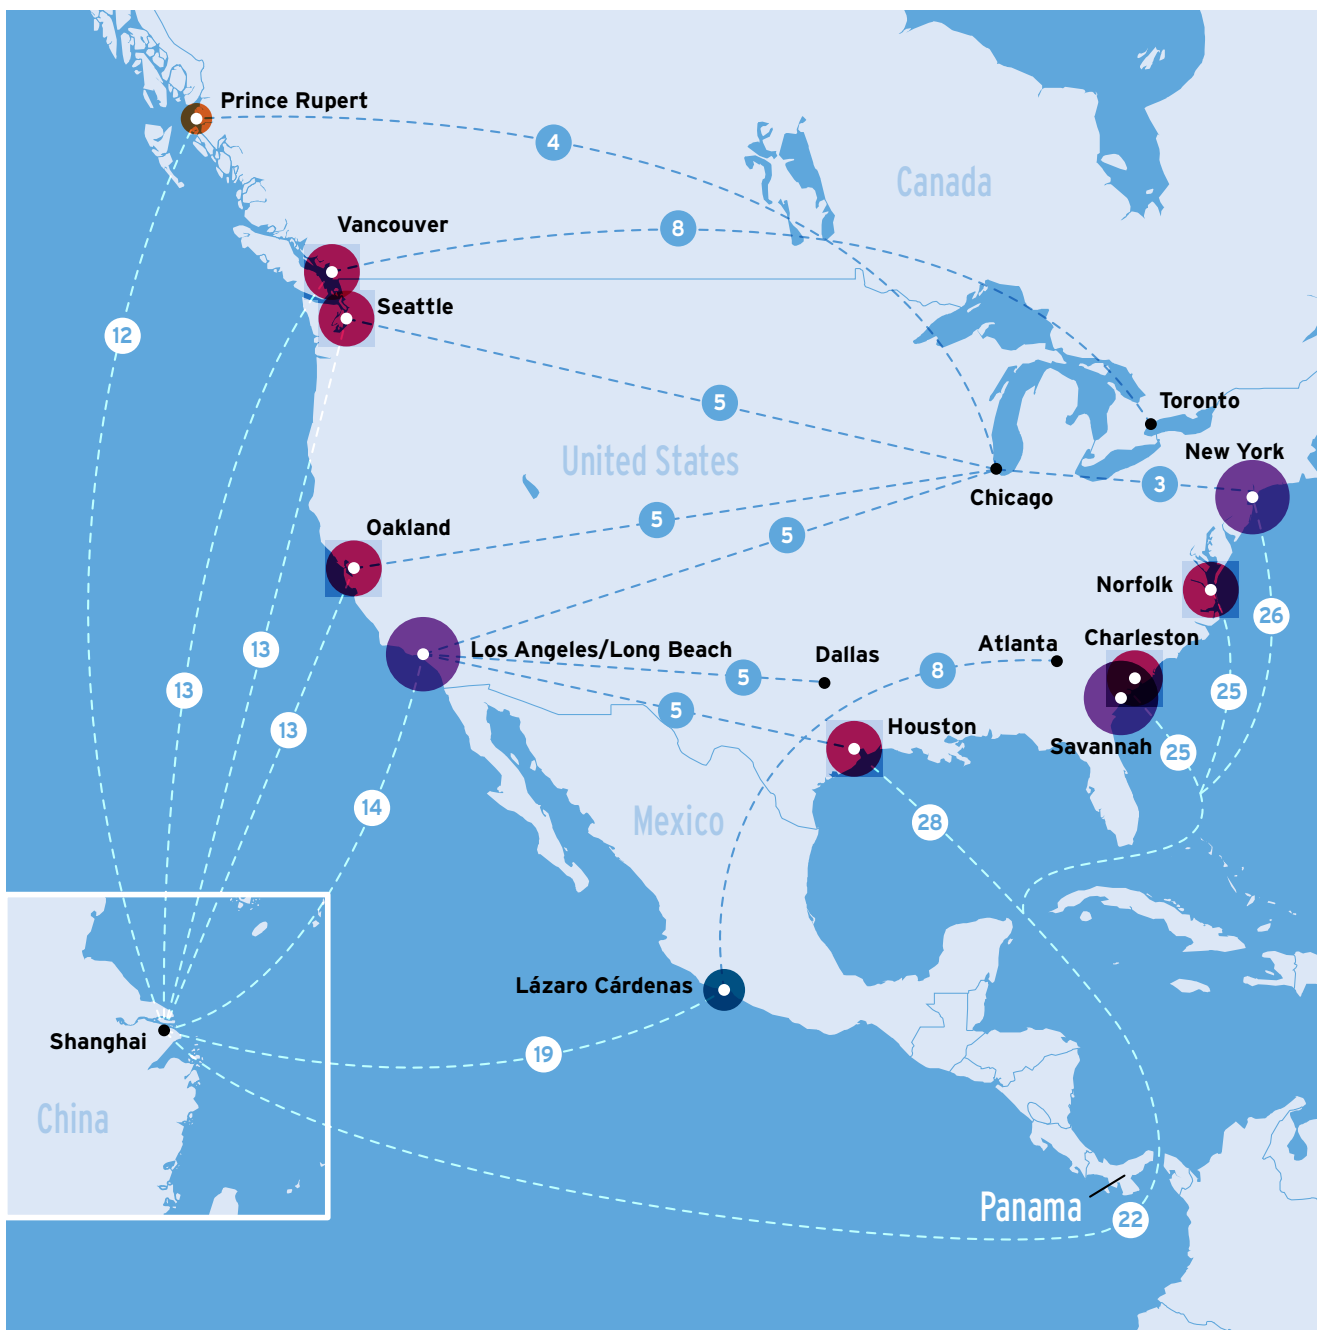 Prince Rupert
4
Canada
Vancouver
8
Seattle
12
5
Toronto
United States
New York
3
Chicago
5
Oakland
5
Norfolk
26
13
Los Angeles/Long Beach
Atlanta
Charleston
Dallas
8
5
13
25
5
13
Houston
Savannah
25
14
Mexico
28
Lázaro Cárdenas
Shanghai
19
China
Panama
22